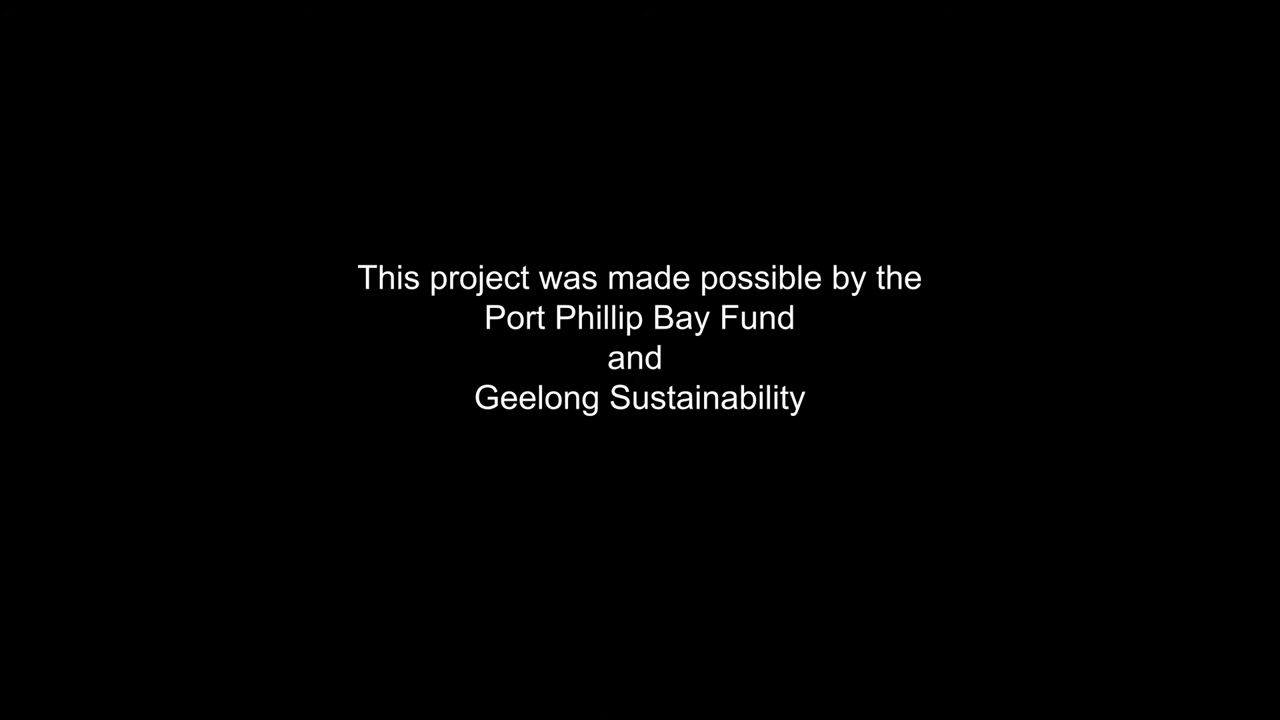 This project was made possible by the
Port Phillip Bay Fund
and
Geelong Sustainability